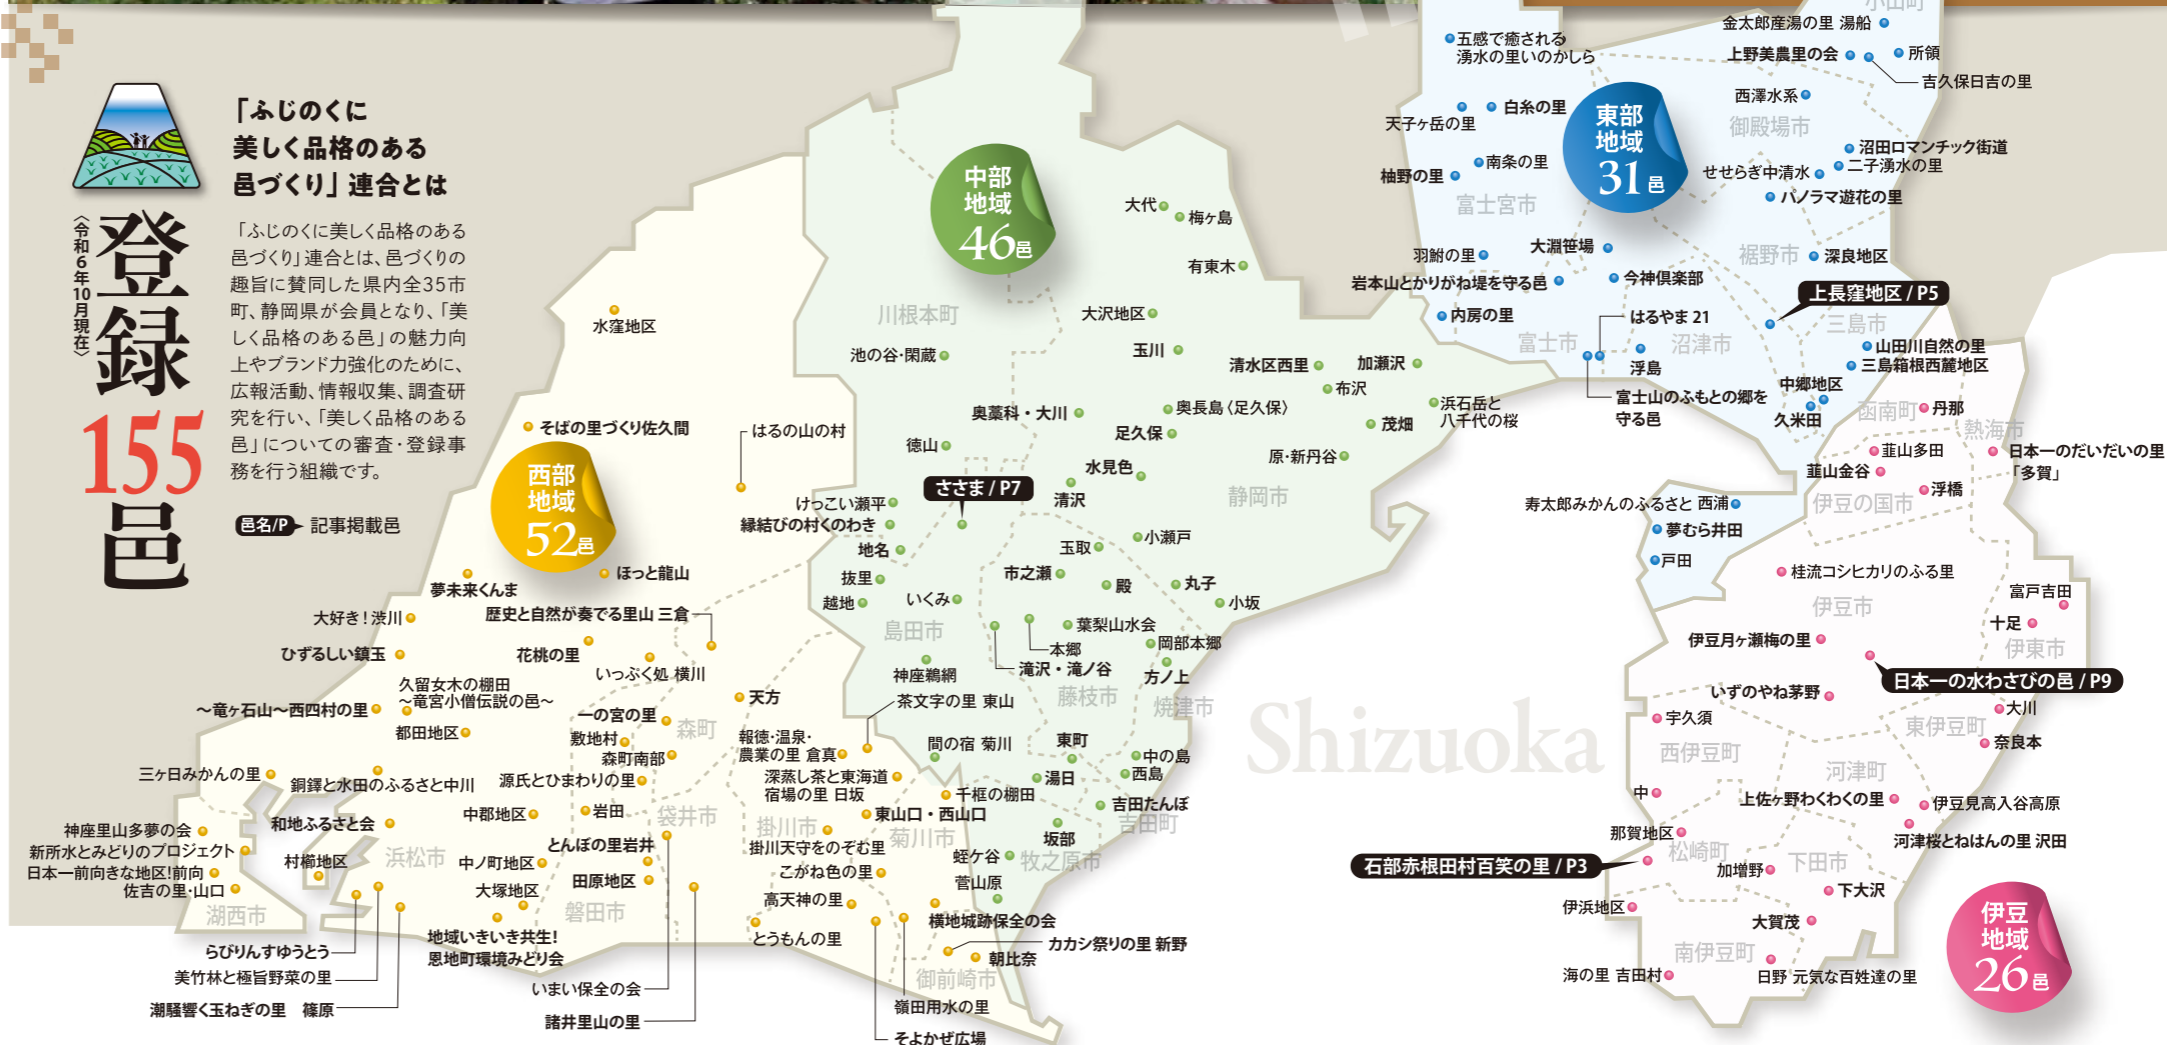 「ふじのくに
美しく品格のある
邑づくり」連合とは
登録
155
邑
〈令和6年10月現在〉
「ふじのくに美しく品格のある
邑づくり」連合とは、邑づくりの
趣旨に賛同した県内全35市
町、静岡県が会員となり、「美
しく品格のある邑」の魅力向
上やブランド力強化のために、
広報活動、情報収集、調査研
究を行い、「美しく品格のある
邑」についての審査・登録事
務を行う組織です。
邑名/P 記事掲載邑
西部
地域
52邑
水窪地区
そばの里づくり佐久間
はるの山の村
ほっと龍山
夢未来くんま
大好き!渋川
歴史と自然が奏でる里山 三倉
ひずるしい鎮玉
花桃の里
いっぷく処 横川
久留女木の棚田
〜竜宮小僧伝説の邑〜
〜竜ヶ石山〜西四村の里
都田地区
天方
一の宮の里
敷地村
森町
森町南部
三ヶ日みかんの里
銅鐸と水田のふるさと中川
源氏とひまわりの里
報徳・温泉・
農業の里 倉真
茶文字の里 東山
深蒸し茶と東海道
宿場の里 日坂
千框の棚田
東山口・西山口
中郡地区
岩田
袋井市
掛川市
菊川市
掛川天守をのぞむ里
神座里山多夢の会
新所水とみどりのプロジェクト
日本一前向きな地区!前向
佐吉の里・山口
湖西市
和地ふるさと会
村櫛地区
浜松市
中ノ町地区
とんぼの里岩井
大塚地区
田原地区
磐田市
こがね色の里
高天神の里
とうもんの里
らびりんすゆうとう
美竹林と極旨野菜の里
潮騒響く玉ねぎの里 篠原
地域いきいき共生!
恩地町環境みどり会
いまい保全の会
諸井里山の里
横地城跡保全の会
カカシ祭りの里 新野
朝比奈
御前崎市
嶺田用水の里
そよかぜ広場
中部
地域
46邑
大代
梅ヶ島
有東木
川根本町
大沢地区
池の谷・閑蔵
玉川
清水区西里
加瀬沢
布沢
奥藁科・大川
奥長島〈足久保〉
浜石岳と
八千代の桜
茂畑
足久保
徳山
水見色
原・新丹谷
清沢
静岡市
ささま / P7
けっこい瀬平
縁結びの村くのわき
地名
玉取
小瀬戸
抜里
市之瀬
殿
丸子
越地
いくみ
小坂
島田市
葉梨山水会
本郷
岡部本郷
滝沢・滝ノ谷
神座鵜網
方ノ上
藤枝市
焼津市
間の宿 菊川
東町
中の島
湯日
西島
吉田たんぼ
吉田町
坂部
蛭ケ谷
牧之原市
菅山原
Shizuoka
東部
地域
31邑
小山町
金太郎産湯の里 湯船
五感で癒される
湧水の里いのかしら
上野美農里の会
所領
吉久保日吉の里
西澤水系
白糸の里
天子ヶ岳の里
御殿場市
沼田ロマンチック街道
南条の里
二子湧水の里
せせらぎ中清水
柚野の里
パノラマ遊花の里
富士宮市
大淵笹場
裾野市
深良地区
羽鮒の里
岩本山とかりがね堤を守る邑
今神倶楽部
上長窪地区 / P5
内房の里
はるやま 21
富士市
沼津市
三島市
山田川自然の里
浮島
三島箱根西麓地区
中郷地区
富士山のふもとの郷を
守る邑
久米田
寿太郎みかんのふるさと 西浦
夢むら井田
戸田
伊豆
地域
26邑
函南町
丹那
熱海市
韮山多田
日本一のだいだいの里
「多賀」
韮山金谷
浮橋
伊豆の国市
桂流コシヒカリのふる里
富戸吉田
伊豆市
十足
伊豆月ヶ瀬梅の里
伊東市
日本一の水わさびの邑 / P9
いずのやね茅野
大川
宇久須
東伊豆町
奈良本
西伊豆町
河津町
中
上佐ヶ野わくわくの里
伊豆見高入谷高原
那賀地区
河津桜とねはんの里 沢田
松崎町
石部赤根田村百笑の里 / P3
加増野
下田市
下大沢
伊浜地区
大賀茂
南伊豆町
海の里 吉田村
日野 元気な百姓達の里